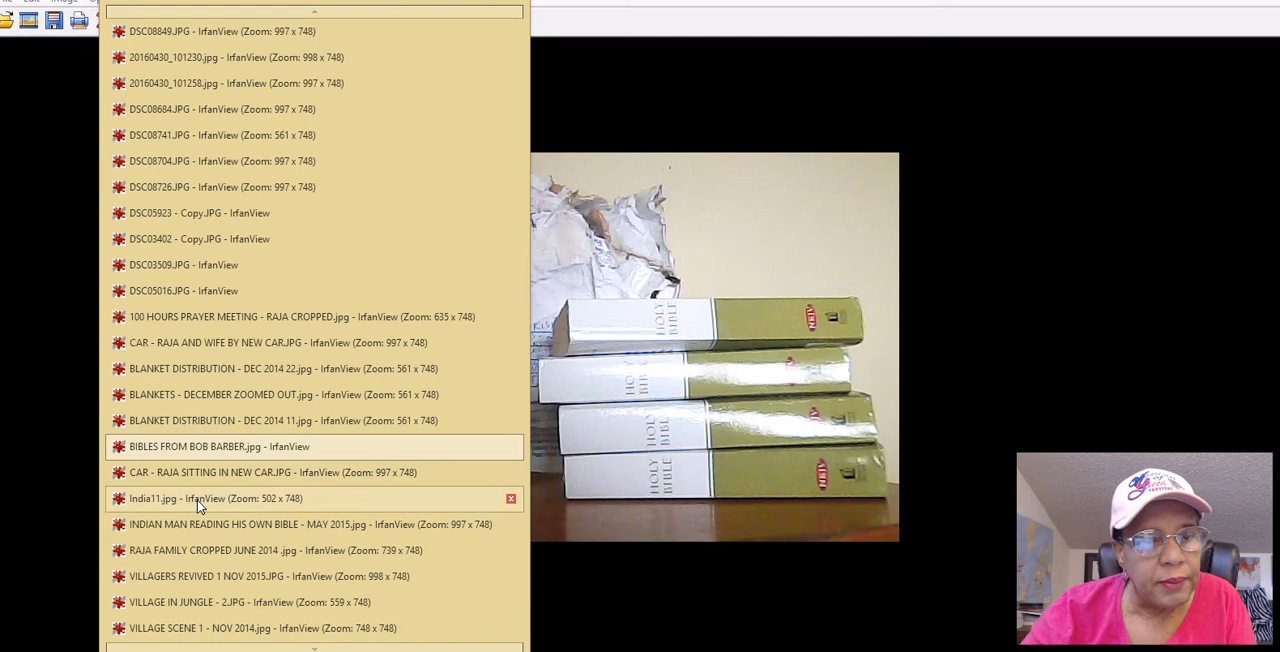 DSC08849.JPG - IrfanView (Zoom: 997 x 748)
20160430_101230.jpg - IrfanView (Zoom: 998 x 748)
20160430_101258.jpg - IrfanView (Zoom: 997 x 748)
DSC08684.JPG - IrfanView (Zoom: 997 x 748)
DSC08741.JPG - IrfanView (Zoom: 561 x 748)
DSC08704.JPG - IrfanView (Zoom: 997 x 748)
DSC08726.JPG - IrfanView (Zoom: 997 x 748)
DSC05923 - Copy.JPG - IrfanView
DSC03402 - Copy.JPG - IrfanView
DSC03509.JPG - IrfanView
DSC05016.JPG - IrfanView
100 HOURS PRAYER MEETING - RAJA CROPPED.jpg - IrfanView (Zoom: 635 x 748)
CAR - RAJA AND WIFE BY NEW CAR.JPG - IrfanView (Zoom: 997 x 748)
BLANKET DISTRIBUTION - DEC 2014 22.jpg - IrfanView (Zoom: 561 x 748)
BLANKETS - DECEMBER ZOOMED OUT.jpg - IrfanView (Zoom: 561 x 748)
BLANKET DISTRIBUTION - DEC 2014 11.jpg - IrfanView (Zoom: 561 x 748)
BIBLES FROM BOB BARBER.jpg - IrfanView
CAR - RAJA SITTING IN NEW CAR.JPG - IrfanView (Zoom: 997 x 748)
India11.jpg - IrfanView (Zoom: 502 x 748)
INDIAN MAN READING HIS OWN BIBLE - MAY 2015.jpg - IrfanView (Zoom: 997 x 748)
RAJA FAMILY CROPPED JUNE 2014 .jpg - IrfanView (Zoom: 739 x 748)
VILLAGERS REVIVED 1 NOV 2015.JPG - IrfanView (Zoom: 998 x 748)
VILLAGE IN JUNGLE - 2.JPG - IrfanView (Zoom: 559 x 748)
VILLAGE SCENE 1 - NOV 2014.jpg - IrfanView (Zoom: 748 x 748)
HOLY BIBLE NKJV
HOLY BIBLE
HOLY BIBLE
HOLY BIBLE NKJV